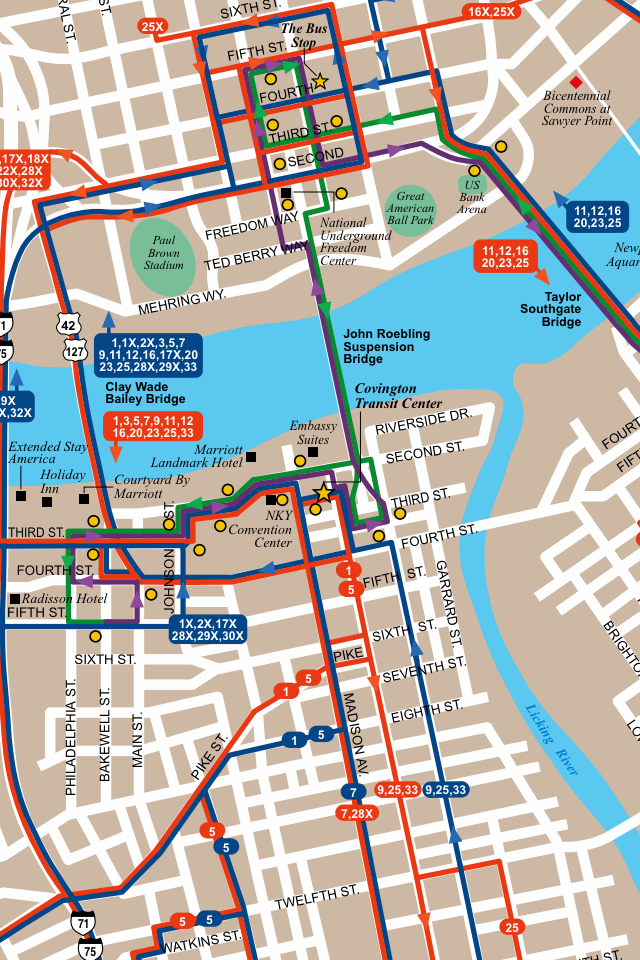 SIXTH ST.
16X,25X
25X
The Bus
Stop
FIFTH ST.
FOURTH
Bicentennial
Commons at
Sawyer Point
THIRD ST.
SECOND
,17X,18X
22X,28X
30X,32X
US
Bank
Arena
Great
American
Ball Park
11,12,16
20,23,25
FREEDOM WAY
National
Underground
Freedom
Center
Paul
Brown
Stadium
TED BERRY WAY
11,12,16
20,23,25
MEHRING WY.
Taylor
Southgate
Bridge
42
127
1,1X,2X,3,5,7
9,11,12,16,17X,20
23,25,28X,29X,33
John Roebling
Suspension
Bridge
Clay Wade
Bailey Bridge
Covington
Transit Center
9X
X,32X
1,3,5,7,9,11,12
16,20,23,25,33
RIVERSIDE DR.
Embassy
Suites
Extended Stay
America
Marriott
Landmark Hotel
SECOND ST.
Holiday
Inn
Courtyard By
Marriott
THIRD ST.
NKY
Convention
Center
THIRD ST.
FOURTH ST.
JOHNSON ST.
FOURTH ST.
FIFTH ST.
1
5
GARRARD ST.
Radisson Hotel
FIFTH ST.
1X,2X,17X
28X,29X,30X
SIXTH ST.
PIKE
SIXTH ST.
SEVENTH ST.
1
5
EIGHTH ST.
PHILADELPHIA ST.
BAKEWELL ST.
MAIN ST.
PIKE ST.
MADISON AV.
Licking River
1
5
7
9,25,33
9,25,33
7,28X
5
5
TWELFTH ST.
5
5
WATKINS ST.
25
71
75